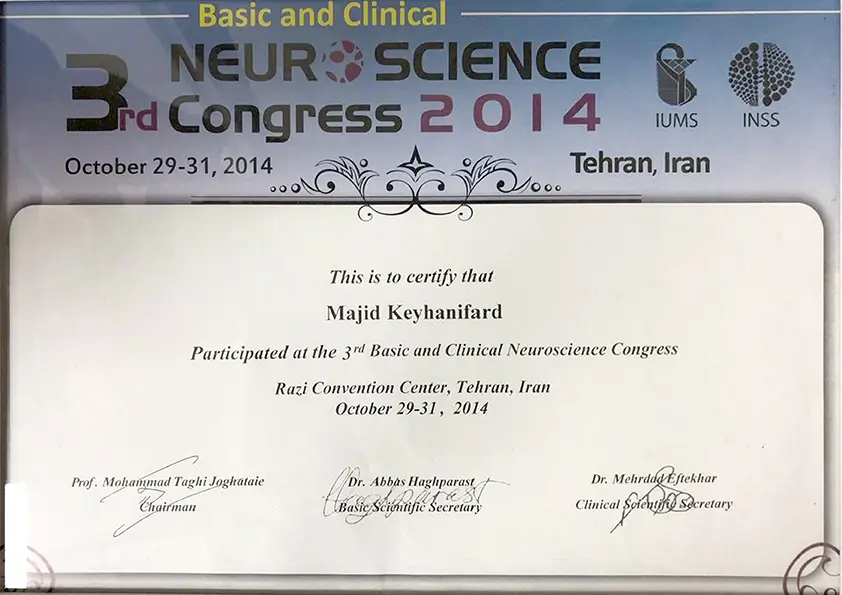 Basic and Clinical
NEUROSCIENCE
3rd Congress 2014
IUMS
INSS
October 29-31, 2014
Tehran, Iran
This is to certify that
Majid Keyhanifard
Participated at the 3rd Basic and Clinical Neuroscience Congress
Razi Convention Center, Tehran, Iran
October 29-31, 2014
Prof. Mohammad Taghi Joghataie
Chairman
Dr. Abbas Haghparast
Basic Scientific Secretary
Dr. Mehrdad Eftekhar
Clinical Scientific Secretary